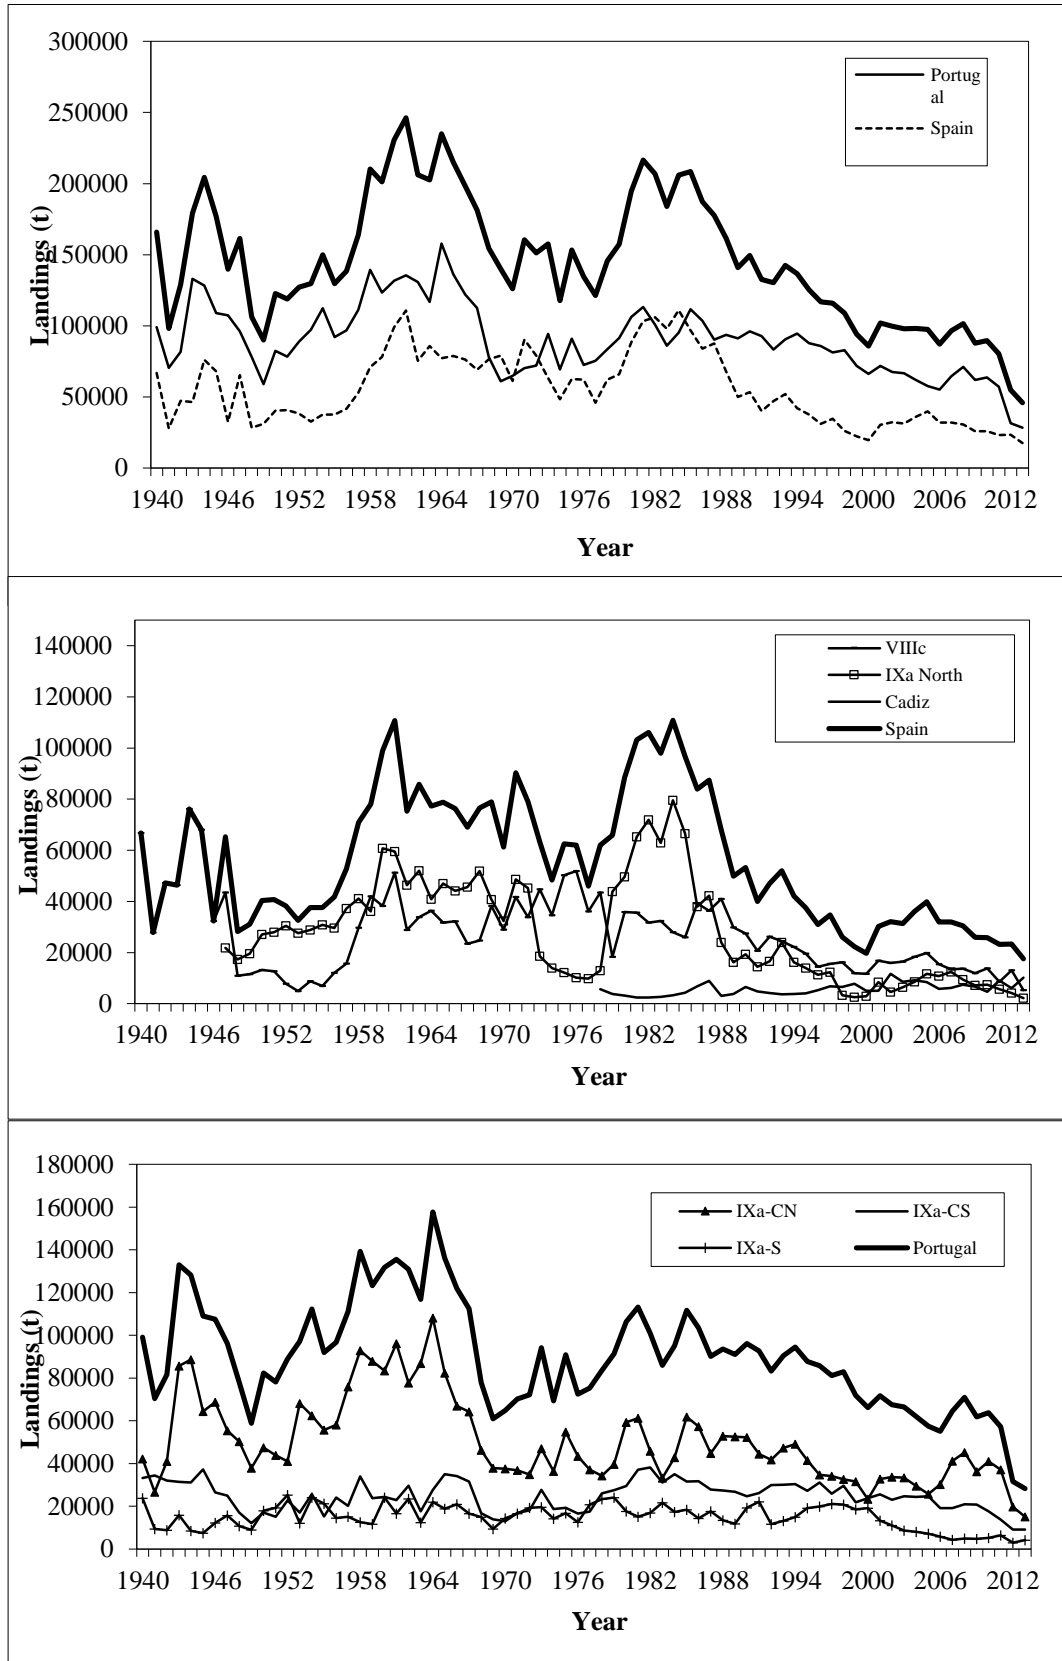 300000
250000
200000
150000
100000
50000
0
Landings (t)
Portug
al
Spain
1940 1946 1952 1958 1964 1970 1976 1982 1988 1994 2000 2006 2012
Year
140000
120000
100000
80000
60000
40000
20000
0
Landings (t)
VIIIc
IXa North
Cadiz
Spain
1940 1946 1952 1958 1964 1970 1976 1982 1988 1994 2000 2006 2012
Year
180000
160000
140000
120000
100000
80000
60000
40000
20000
0
Landings (t)
IXa-CN IXa-CS
IXa-S Portugal
1940 1946 1952 1958 1964 1970 1976 1982 1988 1994 2000 2006 2012
Year